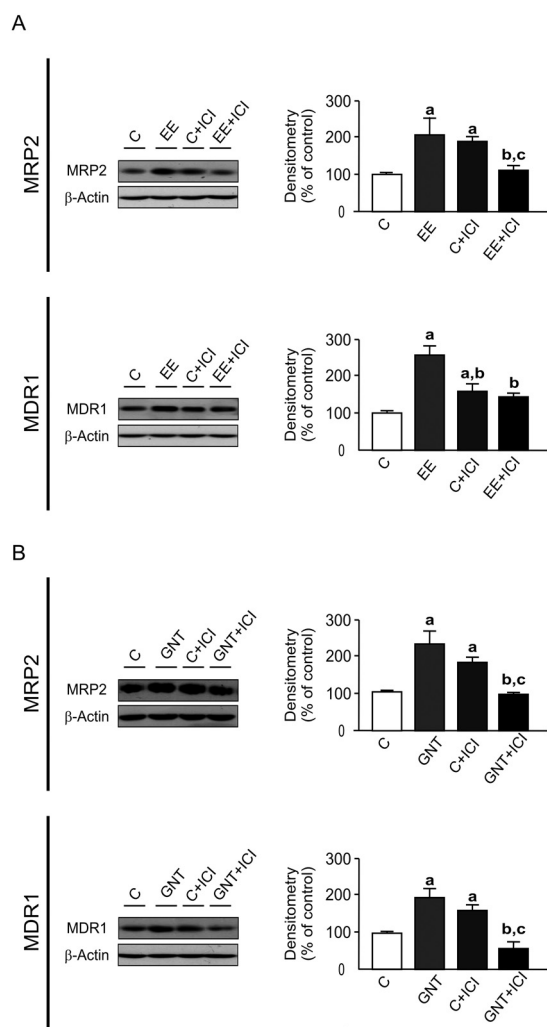 A
MRP2
C EE C+ICI EE+ICI
MRP2
β-Actin
Densitometry
(% of control)
300
200
100
0
a a b,c
C EE C+ICI EE+ICI
MDR1
C EE C+ICI EE+ICI
MDR1
β-Actin
Densitometry
(% of control)
300
200
100
0
a a,b b
C EE C+ICI EE+ICI
B
MRP2
C GNT C+ICI GNT+ICI
MRP2
β-Actin
Densitometry
(% of control)
300
200
100
0
a a b,c
C GNT C+ICI GNT+ICI
MDR1
C GNT C+ICI GNT+ICI
MDR1
β-Actin
Densitometry
(% of control)
300
200
100
0
a a b,c
C GNT C+ICI GNT+ICI